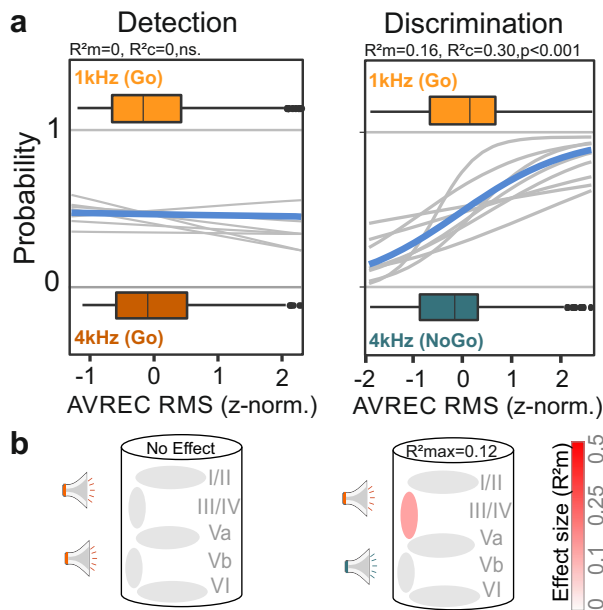 a
Detection
Discrimination
R²m=0, R²c=0,ns.
R²m=0.16, R²c=0.30,p<0.001
1kHz (Go)
1kHz (Go)
Probability
1
0
4kHz (Go)
4kHz (NoGo)
-1 0 1 2
-2 -1 0 1 2
AVREC RMS (z-norm.)
AVREC RMS (z-norm.)
b
No Effect
I/II
III/IV
Va
Vb
VI
R²max=0.12
I/II
III/IV
Va
Vb
VI
Effect size (R²m)
0.5
0.25
0.1
0